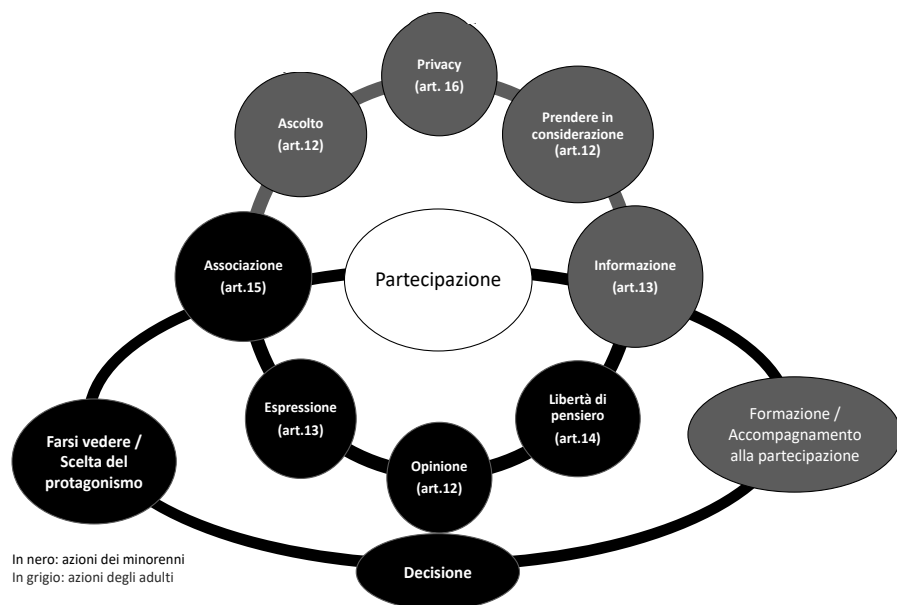 Privacy
(art. 16)
Ascolto
(art.12)
Prendere in
considerazione
(art.12)
Associazione
(art.15)
Partecipazione
Informazione
(art.13)
Espressione
(art.13)
Libertà di
pensiero
(art.14)
Farsi vedere /
Scelta del
protagonismo
Opinione
(art.12)
Formazione /
Accompagnamento
alla partecipazione
Decisione
In nero: azioni dei minorenni
In grigio: azioni degli adulti